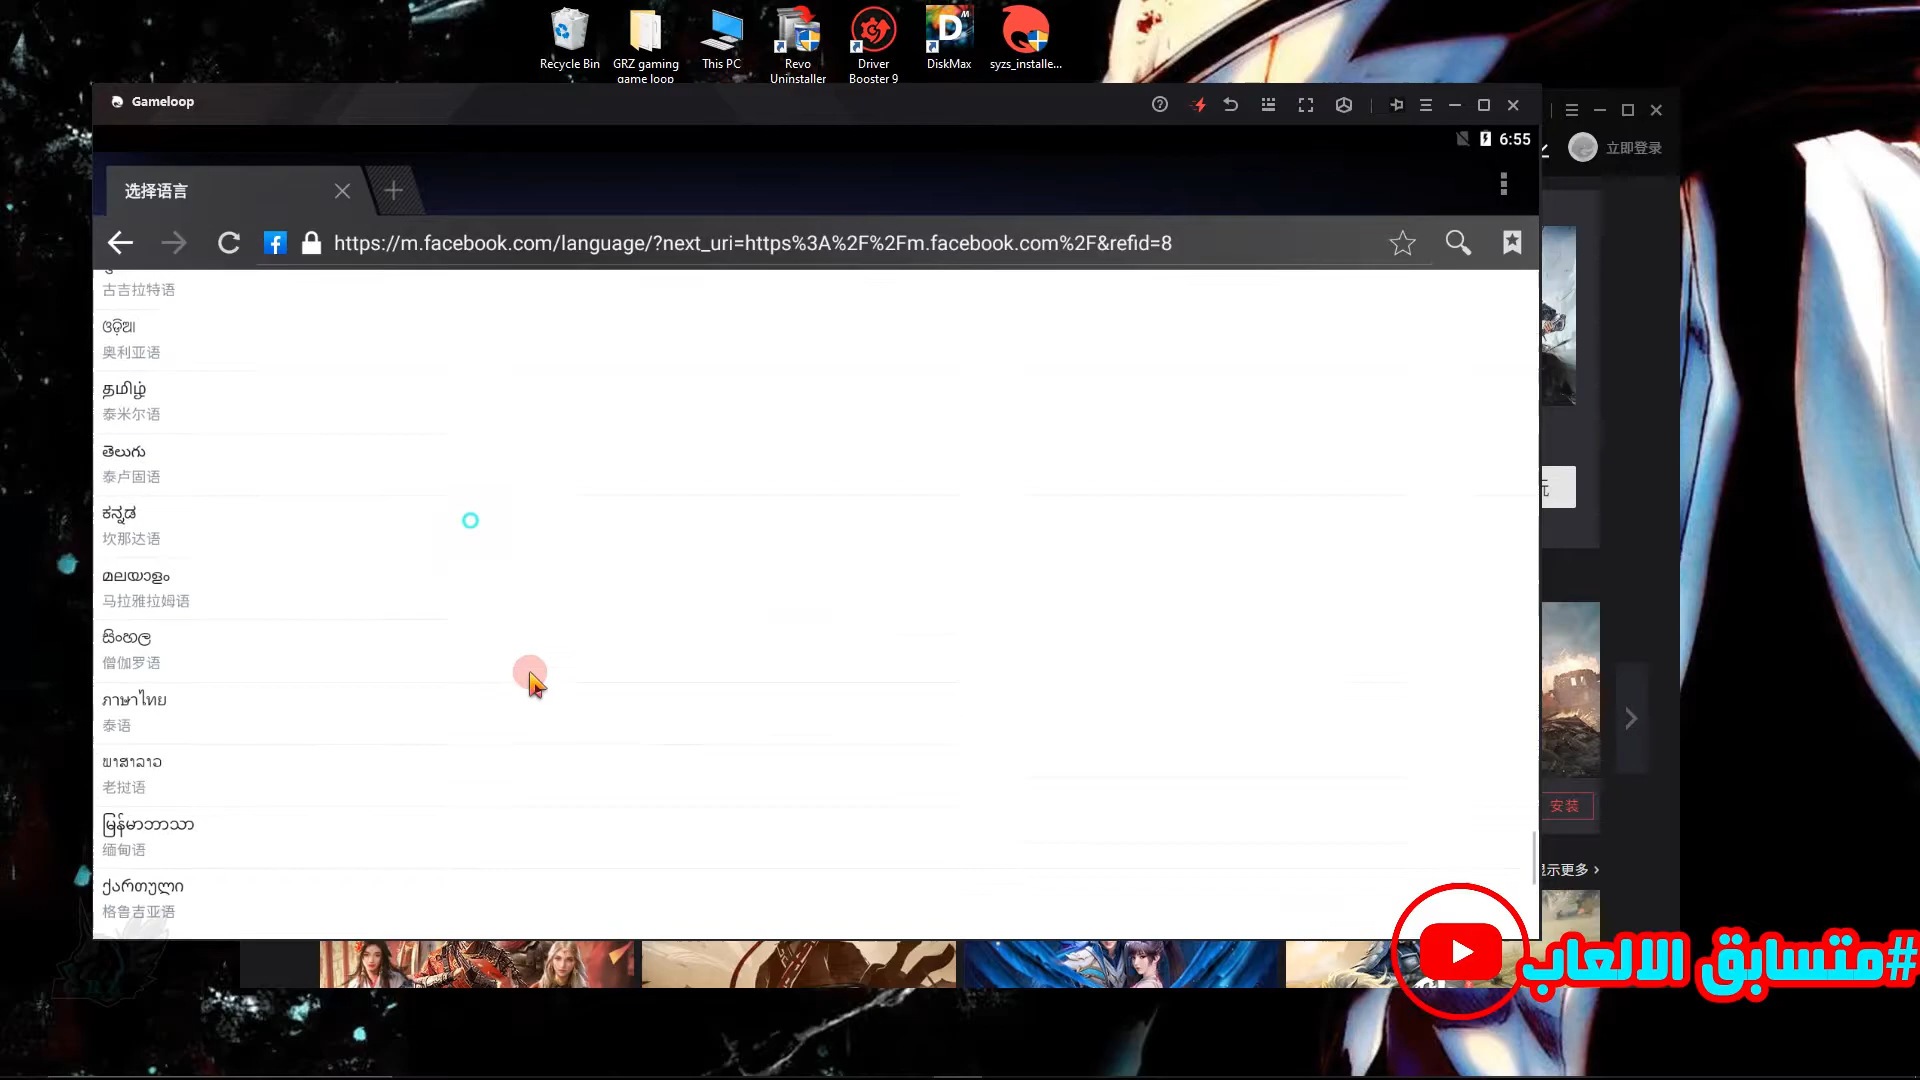 Recycle Bin
GRZ gaming
game loop
This PC
Revo
Uninstaller
Driver
Booster 9
DiskMax
syzs_installe...
Gameloop
6:55
立即登录
选择语言
https://m.facebook.com/language/?next_uri=https%3A%2F%2Fm.facebook.com%2F&refid=8
古吉拉特语
ଓଡ଼ିଆ
奥利亚语
தமிழ்
泰米尔语
తెలుగు
泰卢固语
ಕನ್ನಡ
坎那达语
മലയാളം
马拉雅拉姆语
සිංහල
僧伽罗语
ภาษาไทย
泰语
ພາສາລາວ
老挝语
မြန်မာဘာသာ
缅甸语
ქართული
格鲁吉亚语
安装
示更多
#متسابق الالعاب